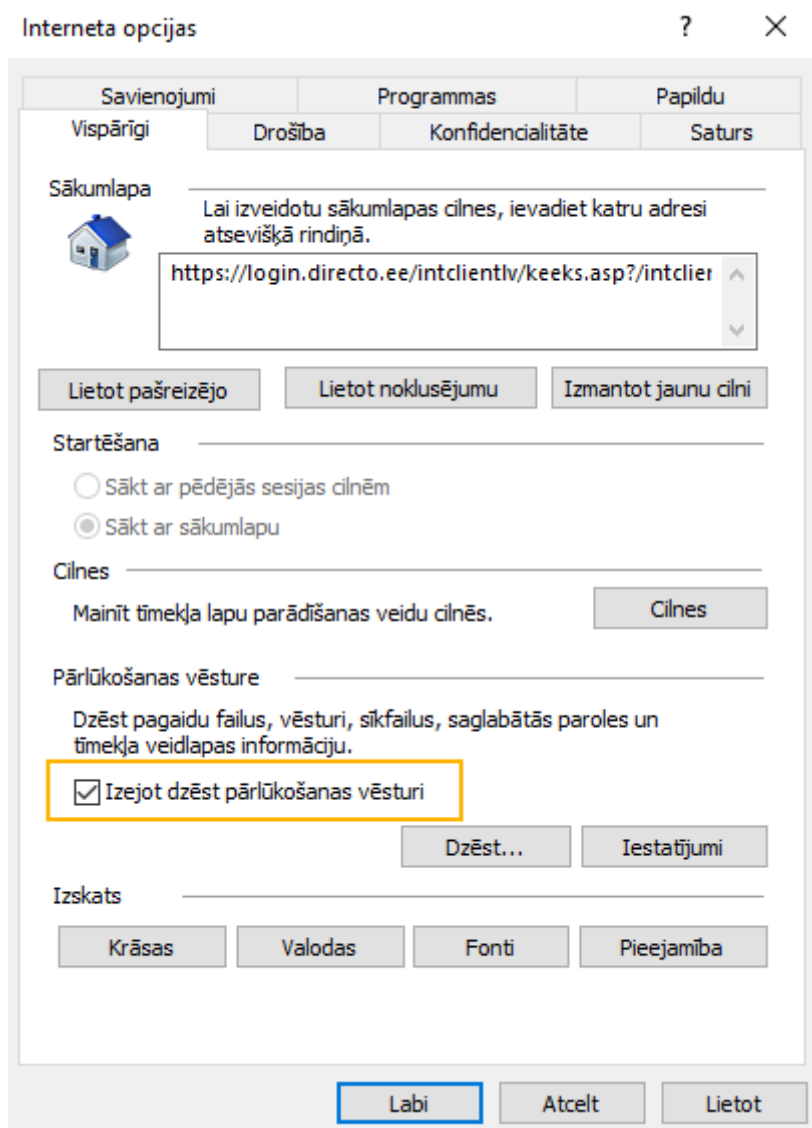 Interneta opcijas
Savienojumi Programmas Papildu
Vispārīgi Drošība Konfidencialitāte Saturs
Sākumlapa
Lai izveidotu sākumlapas cilnes, ievadiet katru adresi
atsevišķā rindiņā.
https://login.directo.ee/intclientlv/keeks.asp?/intclier
Lietot pašreizējo Lietot noklusējumu Izmantot jaunu cilni
Startēšana
Sākt ar pēdējās sesijas cilnēm
Sākt ar sākumlapu
Cilnes
Mainīt tīmekļa lapu parādīšanas veidu cilnēs. Cilnes
Pārlūkošanas vēsture
Dzēst pagaidu failus, vēsturi, sīkfailus, saglabātās paroles un
tīmekļa veidlapas informāciju.
Izejot dzēst pārlūkošanas vēsturi
Dzēst... Iestatījumi
Izskats
Krāsas Valodas Fonti Pieejamība
Labi Atcelt Lietot